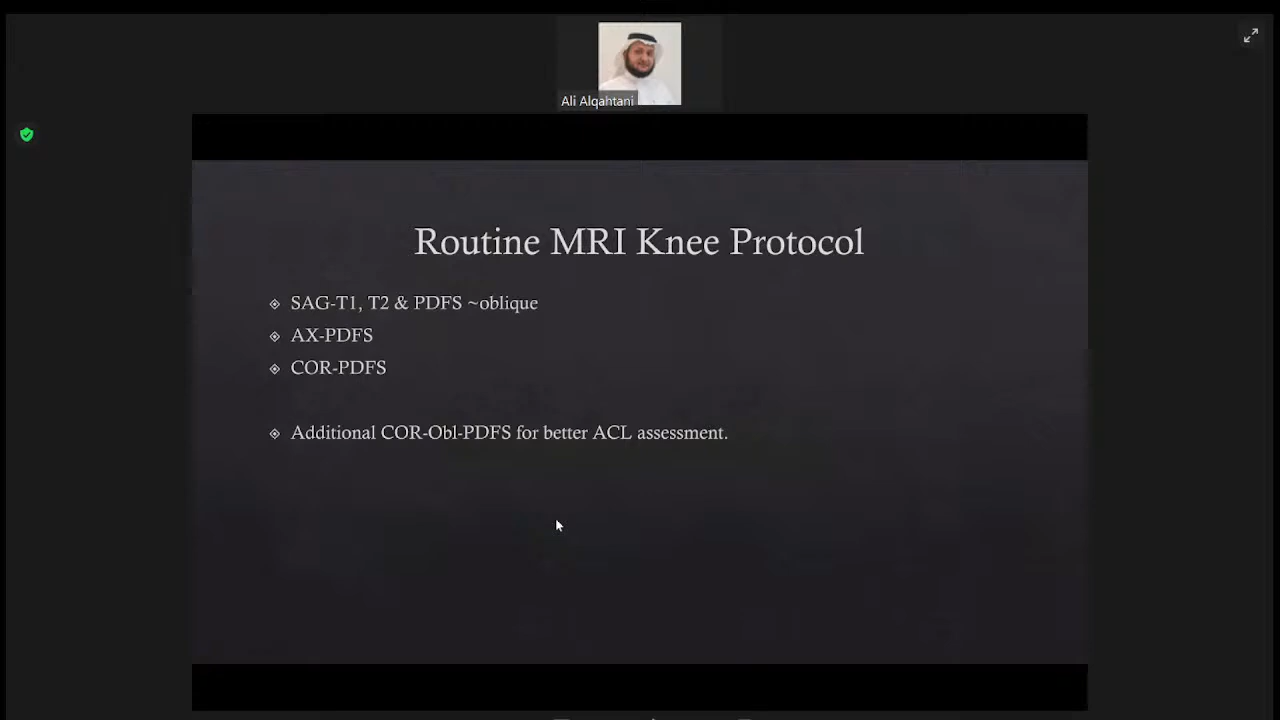 Ali Alqahtani
Routine MRI Knee Protocol
SAG-T1, T2 & PDFS ~oblique
AX-PDFS
COR-PDFS
Additional COR-Obl-PDFS for better ACL assessment.